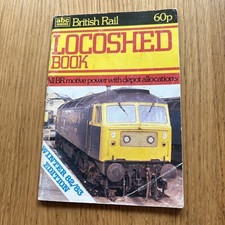 abc
British Rail
60p
LOCOSHED
BOOK
All BR motive power with depot allocations
WINTER 82/83
EDITION